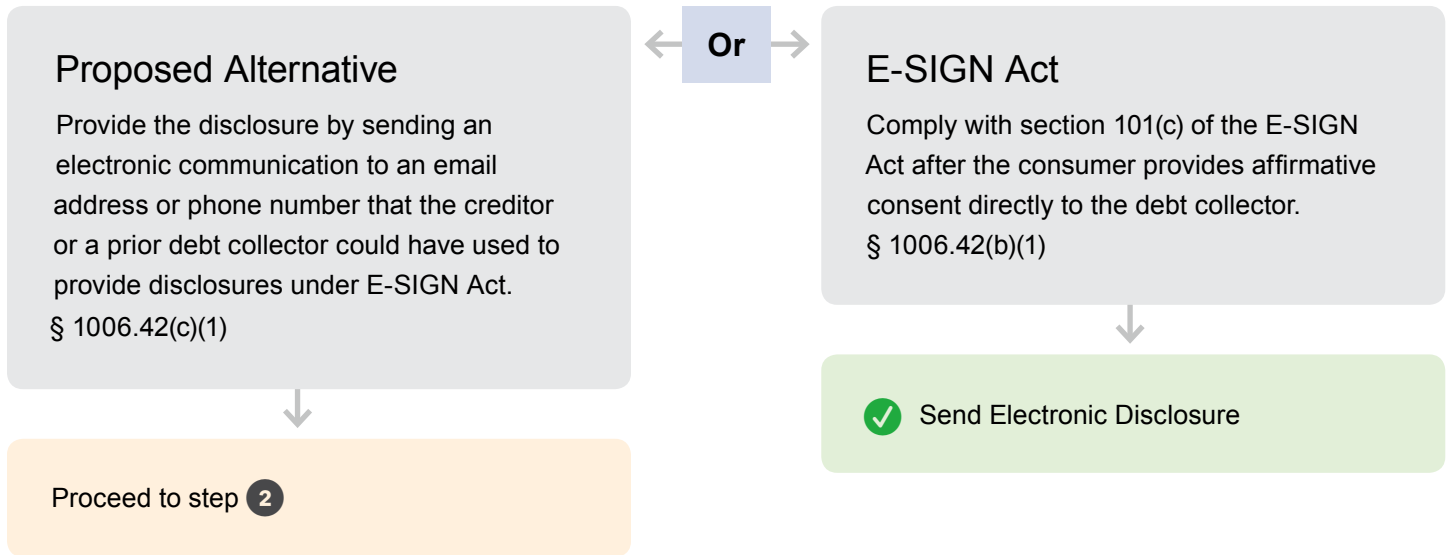 Or
Proposed Alternative
Provide the disclosure by sending an
electronic communication to an email
address or phone number that the creditor
or a prior debt collector could have used to
provide disclosures under E-SIGN Act.
§ 1006.42(c)(1)
Proceed to step 2
E-SIGN Act
Comply with section 101(c) of the E-SIGN
Act after the consumer provides affirmative
consent directly to the debt collector.
§ 1006.42(b)(1)
Send Electronic Disclosure